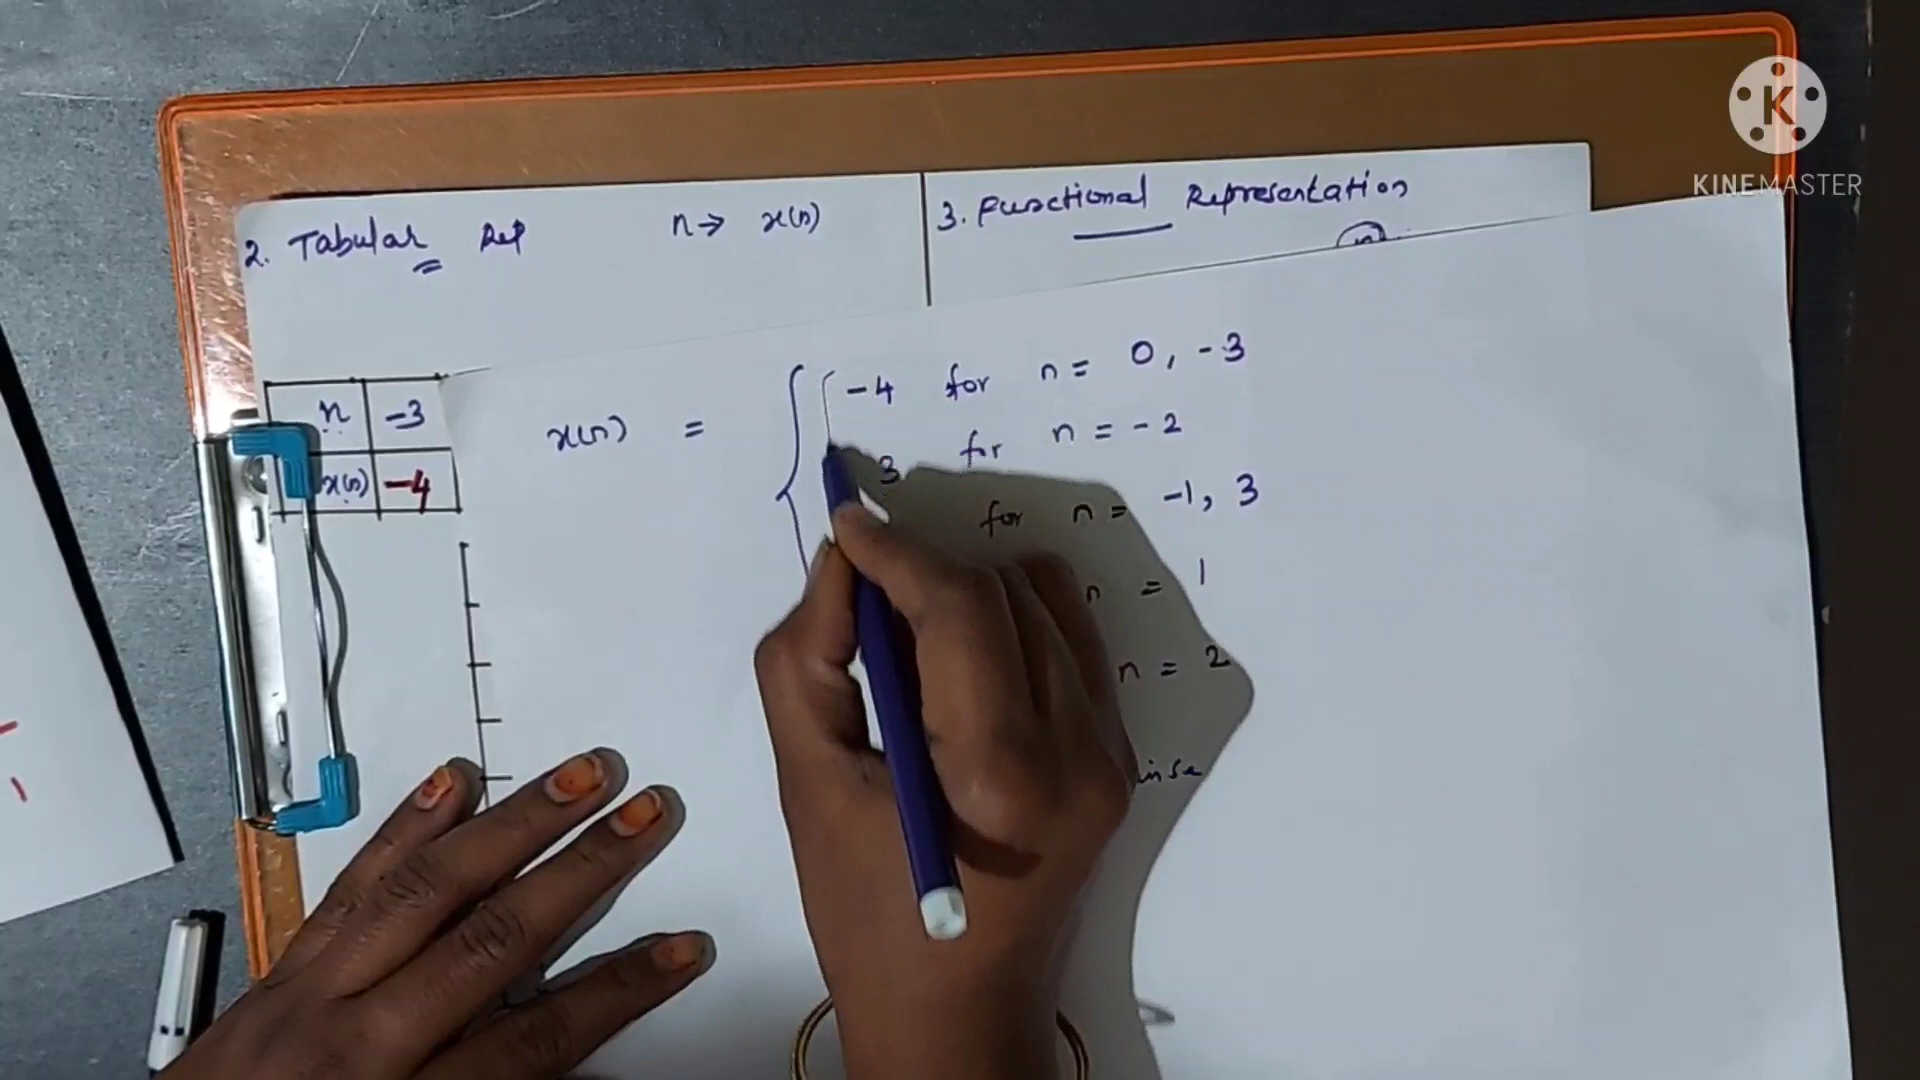 KINEMASTER
2. Tabular Rep n → x(n)
3. Functional Representation
n -3
x(n) -4
x(n) = { -4 for n = 0, -3
3 for n = -2
for n = -1, 3
n = 1
n = 2